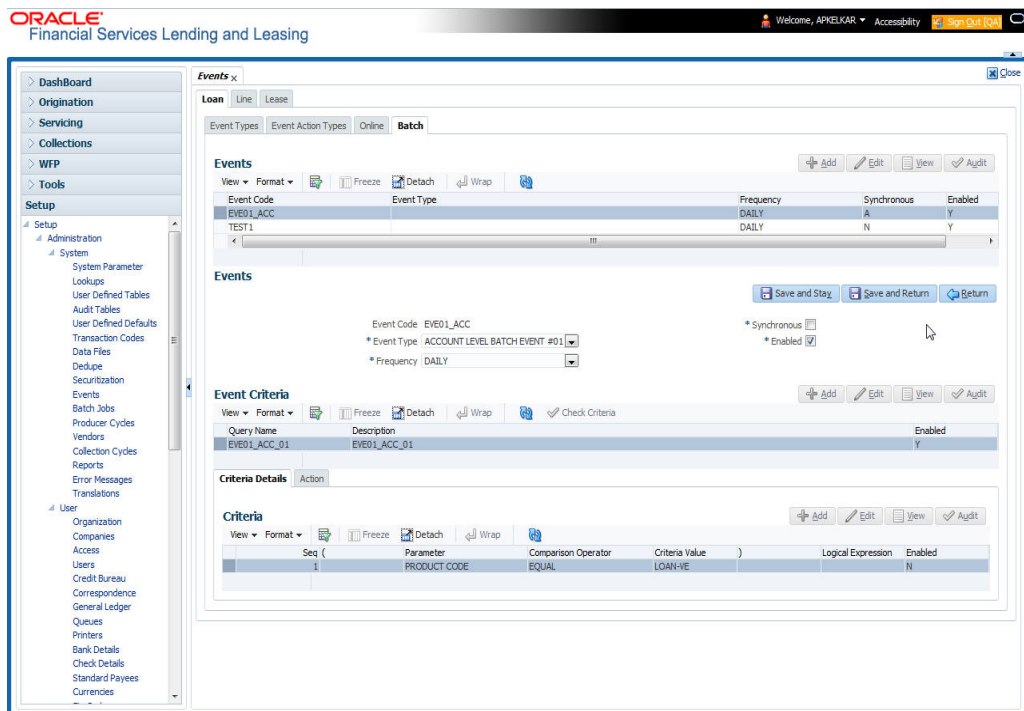 ORACLE
Financial Services Lending and Leasing
Welcome, APKELKAR Accessibility Sign Out [QA]
Close
DashBoard
Origination
Servicing
Collections
WFP
Tools
Setup
Setup
Administration
System
System Parameter
Lookups
User Defined Tables
Audit Tables
User Defined Defaults
Transaction Codes
Data Files
Dedupe
Securitization
Events
Batch Jobs
Producer Cycles
Vendors
Collection Cycles
Reports
Error Messages
Translations
User
Organization
Companies
Access
Users
Credit Bureau
Correspondence
General Ledger
Queues
Printers
Bank Details
Check Details
Standard Payees
Currencies
Events x
Loan Line Lease
Event Types Event Action Types Online Batch
Events
Add Edit View Audit
View Format Freeze Detach Wrap
Event Code Event Type Frequency Synchronous Enabled
EVE01_ACC DAILY A Y
TEST1 DAILY N Y
Events
Save and Stay Save and Return Return
Event Code EVE01_ACC
* Synchronous
* Event Type ACCOUNT LEVEL BATCH EVENT #01
* Enabled
* Frequency DAILY
Event Criteria
Add Edit View Audit
View Format Freeze Detach Wrap Check Criteria
Query Name Description Enabled
EVE01_ACC_01 EVE01_ACC_01 Y
Criteria Details Action
Criteria
Add Edit View Audit
View Format Freeze Detach Wrap
Seq ( Parameter Comparison Operator Criteria Value ) Logical Expression Enabled
1 PRODUCT CODE EQUAL LOAN-VE N